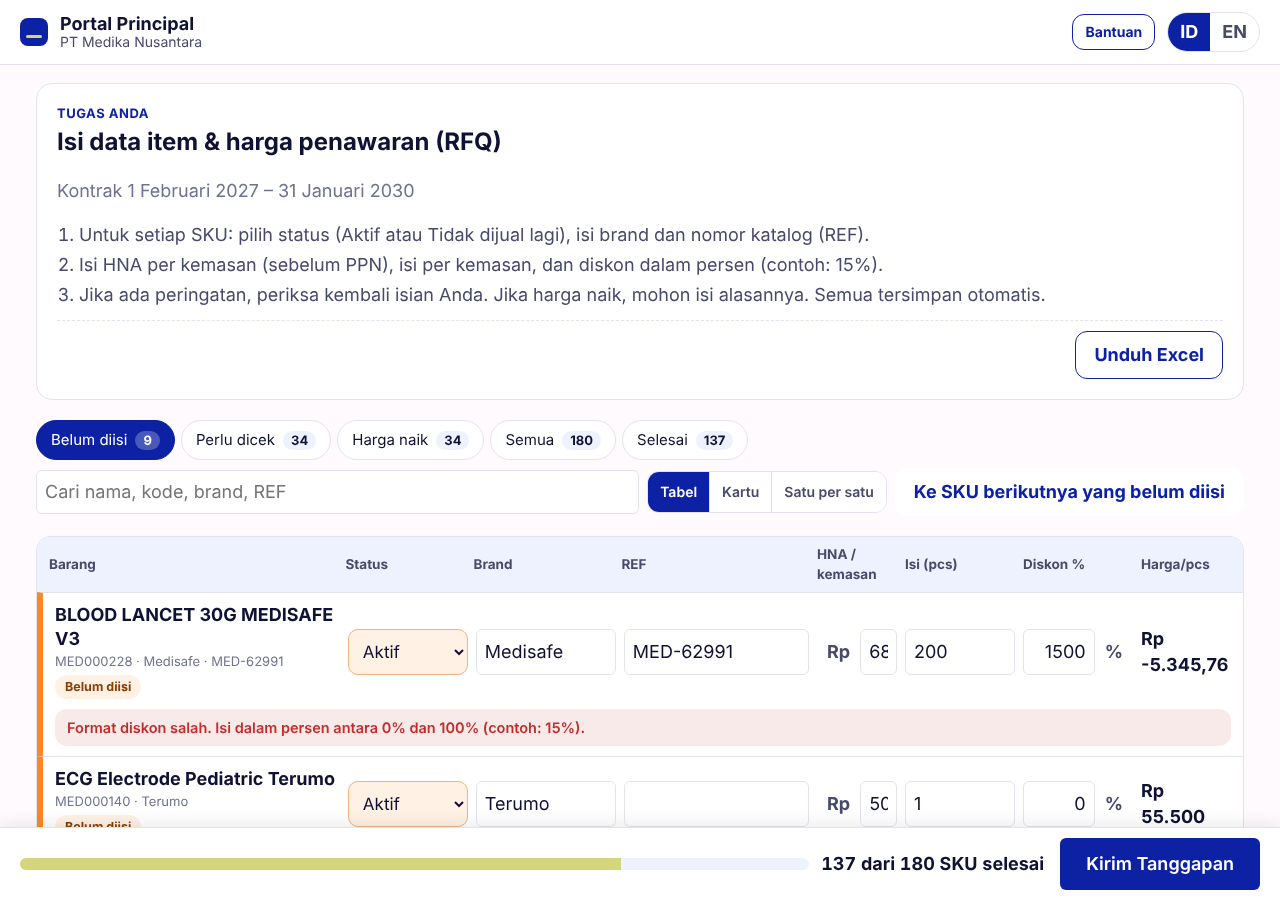 Portal Principal
PT Medika Nusantara
Bantuan
ID EN
TUGAS ANDA
Isi data item & harga penawaran (RFQ)
Kontrak 1 Februari 2027 – 31 Januari 2030
1. Untuk setiap SKU: pilih status (Aktif atau Tidak dijual lagi), isi brand dan nomor katalog (REF).
2. Isi HNA per kemasan (sebelum PPN), isi per kemasan, dan diskon dalam persen (contoh: 15%).
3. Jika ada peringatan, periksa kembali isian Anda. Jika harga naik, mohon isi alasannya. Semua tersimpan otomatis.
Unduh Excel
Belum diisi 9 Perlu dicek 34 Harga naik 34 Semua 180 Selesai 137
Cari nama, kode, brand, REF Tabel Kartu Satu per satu Ke SKU berikutnya yang belum diisi
Barang Status Brand REF HNA / kemasan Isi (pcs) Diskon % Harga/pcs
BLOOD LANCET 30G MEDISAFE V3
MED000228 · Medisafe · MED-62991
Belum diisi
Aktif Medisafe MED-62991 Rp 68 200 1500 % Rp -5.345,76
Format diskon salah. Isi dalam persen antara 0% dan 100% (contoh: 15%).
ECG Electrode Pediatric Terumo
MED000140 · Terumo
Belum diisi
Aktif Terumo Rp 50 1 0 % Rp 55.500
137 dari 180 SKU selesai Kirim Tanggapan